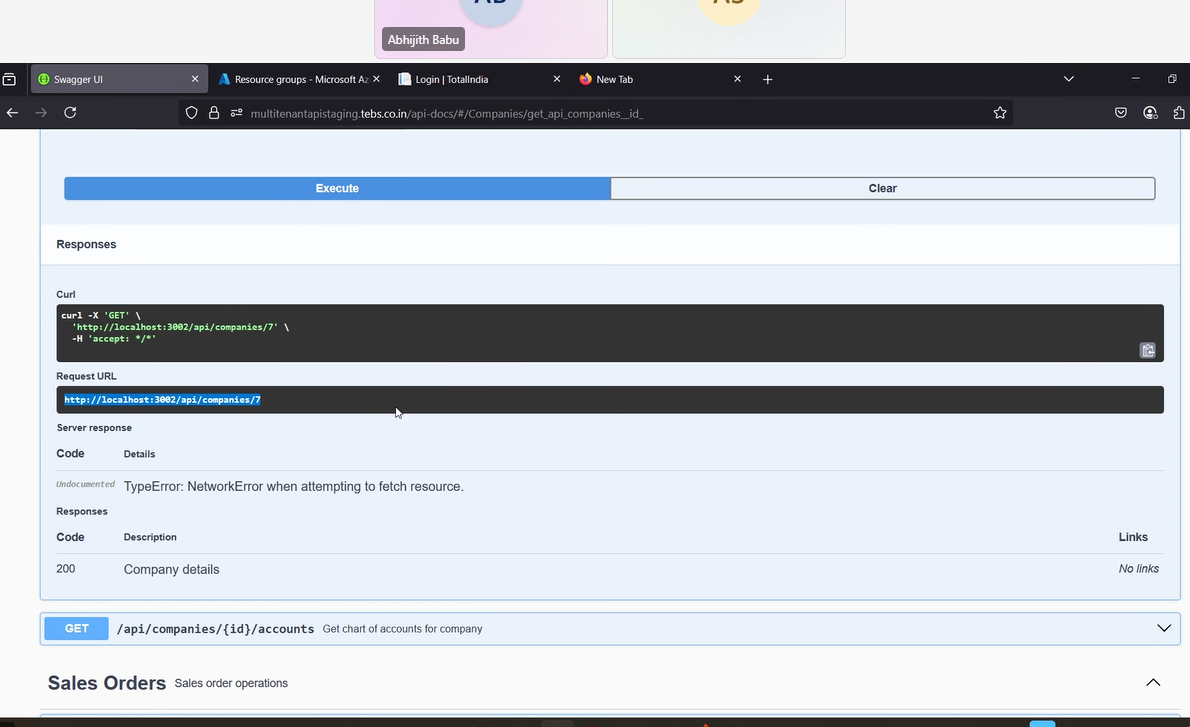 Abhijith Babu
Swagger UI
Resource groups - Microsoft Az
Login | TotalIndia
New Tab
multitenantapistaging.tebs.co.in/api-docs/#/Companies/get_api_companies__id_
Execute
Clear
Responses
Curl
curl -X 'GET' \
'http://localhost:3002/api/companies/7' \
-H 'accept: */*'
Request URL
http://localhost:3002/api/companies/7
Server response
Code
Details
Undocumented
TypeError: NetworkError when attempting to fetch resource.
Responses
Code
Description
Links
200
Company details
No links
GET
/api/companies/{id}/accounts
Get chart of accounts for company
Sales Orders
Sales order operations